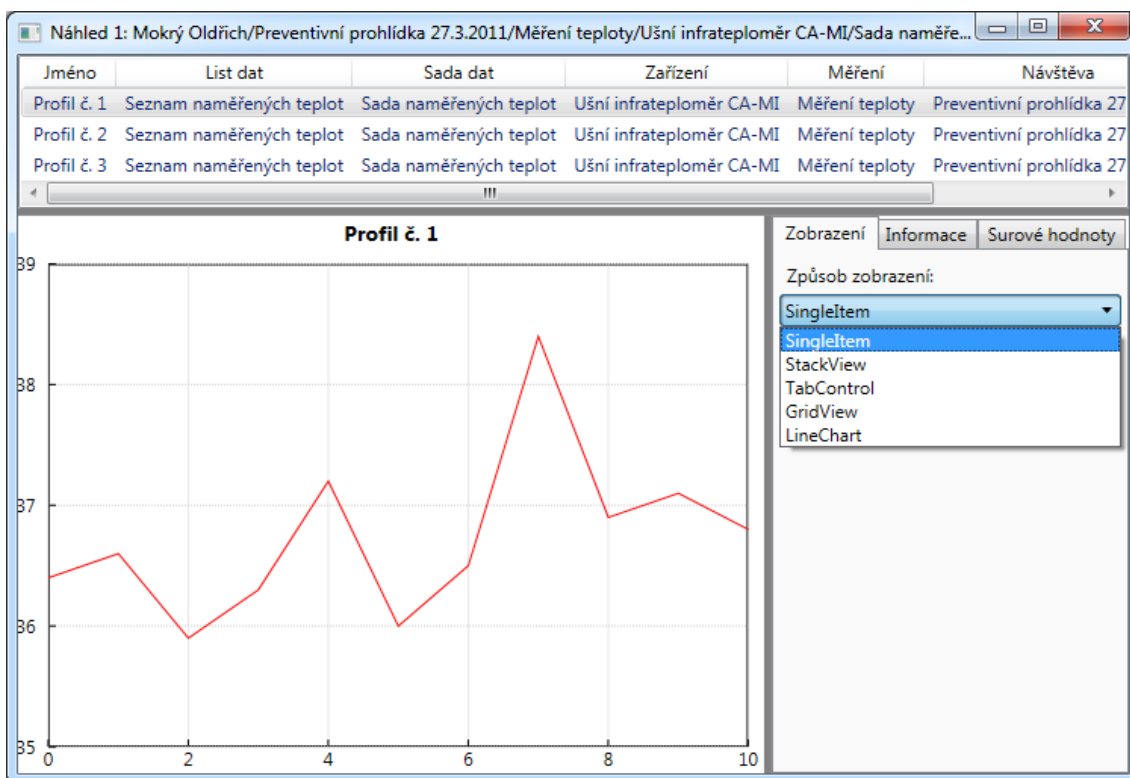 Náhled 1: Mokrý Oldřich/Preventivní prohlídka 27.3.2011/Měření teploty/Ušní infrateploměr CA-MI/Sada naměře...
Jméno List dat Sada dat Zařízení Měření Návštěva
Profil č. 1 Seznam naměřených teplot Sada naměřených teplot Ušní infrateploměr CA-MI Měření teploty Preventivní prohlídka 27
Profil č. 2 Seznam naměřených teplot Sada naměřených teplot Ušní infrateploměr CA-MI Měření teploty Preventivní prohlídka 27
Profil č. 3 Seznam naměřených teplot Sada naměřených teplot Ušní infrateploměr CA-MI Měření teploty Preventivní prohlídka 27
Profil č. 1
Zobrazení Informace Surové hodnoty
Způsob zobrazení:
SingleItem
SingleItem
StackView
TabControl
GridView
LineChart
39
38
37
36
35
0 2 4 6 8 10